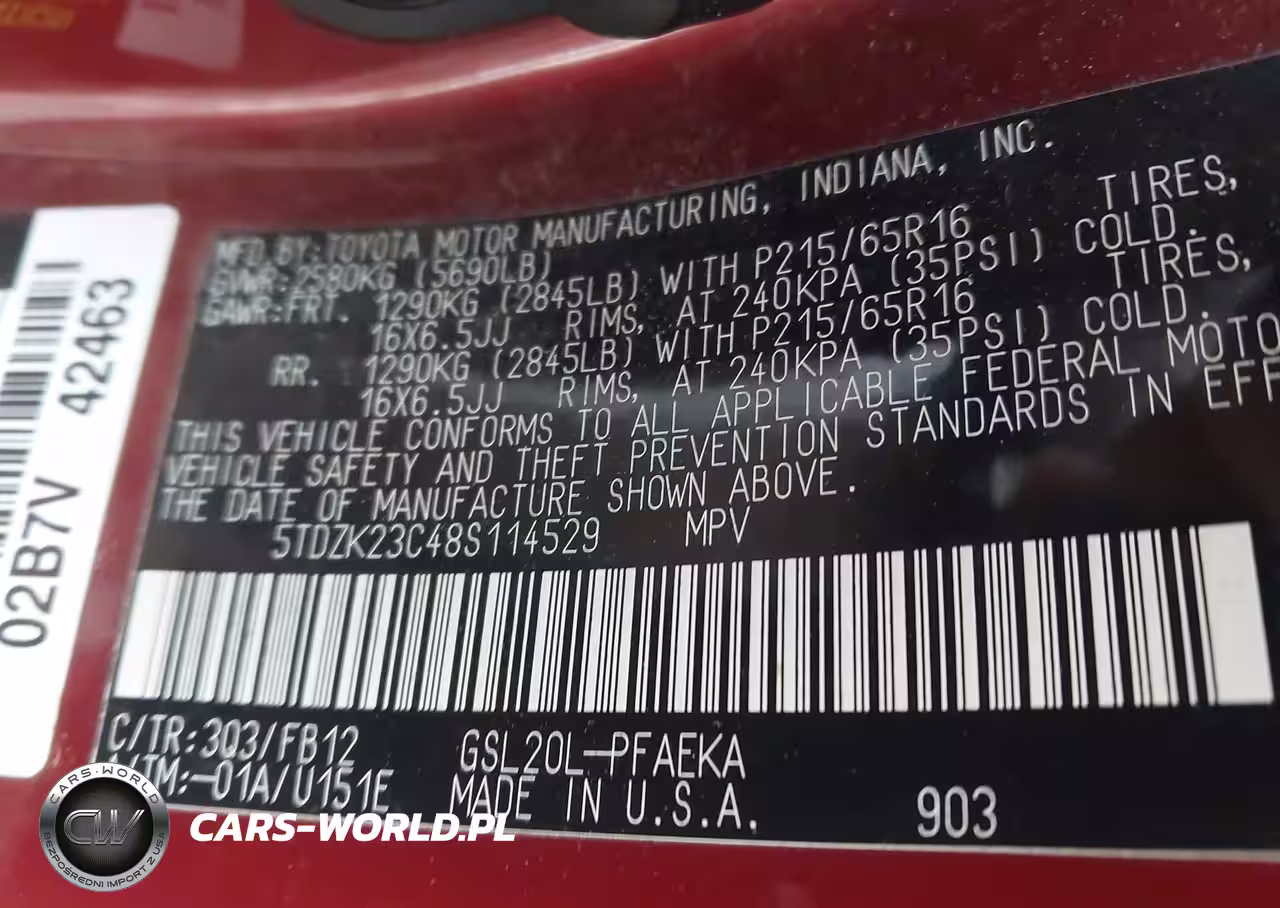 MFD.BY:TOYOTA MOTOR MANUFACTURING, INDIANA, INC.
GVWR:2580KG (5690LB)
GAWR:FRT. 1290KG (2845LB) WITH P215/65R16 TIRES,
16X6.5JJ RIMS, AT 240KPA (35PSI) COLD.
RR. 1290KG (2845LB) WITH P215/65R16 TIRES,
16X6.5JJ RIMS, AT 240KPA (35PSI) COLD.
THIS VEHICLE CONFORMS TO ALL APPLICABLE FEDERAL MOTO
VEHICLE SAFETY AND THEFT PREVENTION STANDARDS IN EFF
THE DATE OF MANUFACTURE SHOWN ABOVE.
5TDZK23C48S114529 MPV
C/TR:3Q3/FB12 GSL20L-PFAEKA
/TM:-01A/U151E MADE IN U.S.A. 903
02B7V 42463
CARS-WORLD
CW
BEZPOŚREDNI IMPORT Z USA
CARS-WORLD.PL